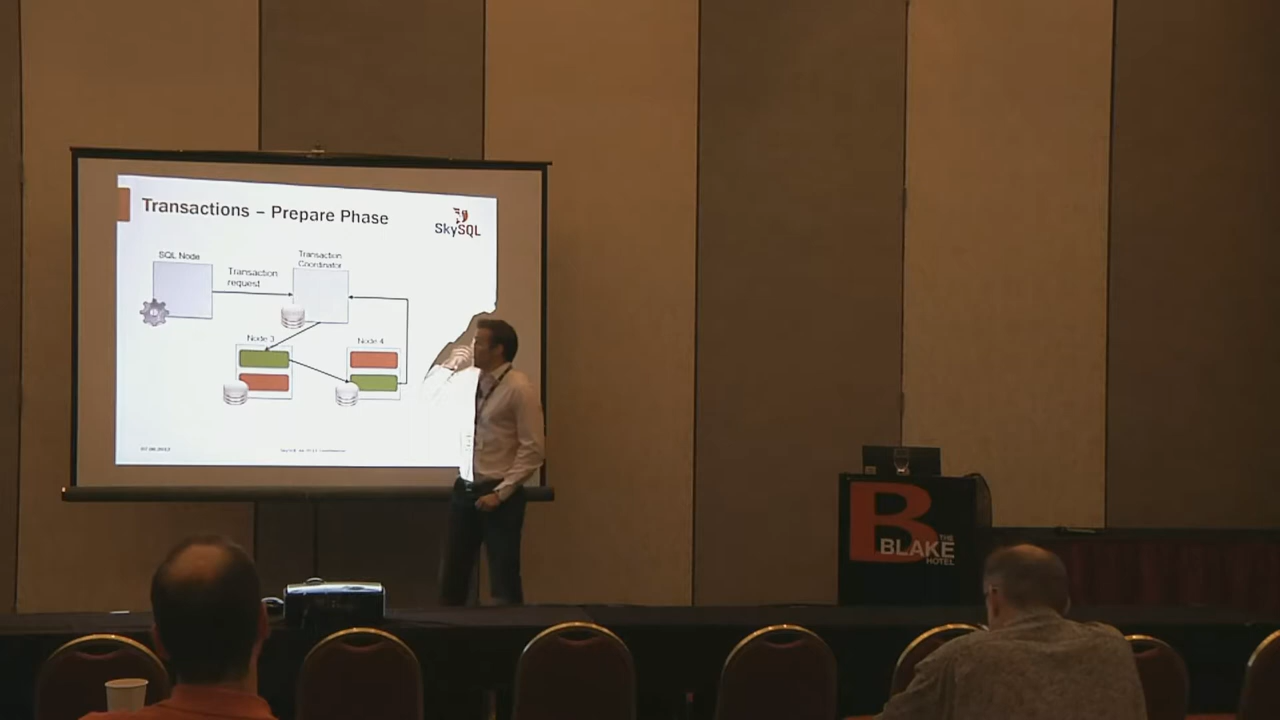 Transactions – Prepare Phase
SkySQL
SQL Node
Transaction
request
Transaction
Coordinator
Node 3
Node 4
B
THE
BLAKE
HOTEL